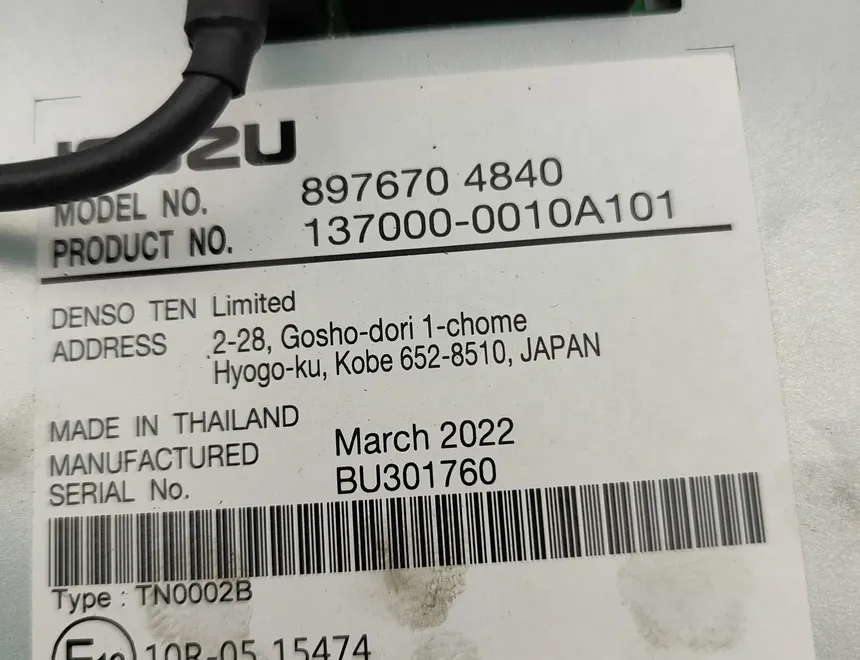 ISUZU
MODEL NO. 897670 4840
PRODUCT NO. 137000-0010A101
DENSO TEN Limited
ADDRESS 2-28, Gosho-dori 1-chome
Hyogo-ku, Kobe 652-8510, JAPAN
MADE IN THAILAND
MANUFACTURED March 2022
SERIAL No. BU301760
Type : TN0002B
10R-05 15474